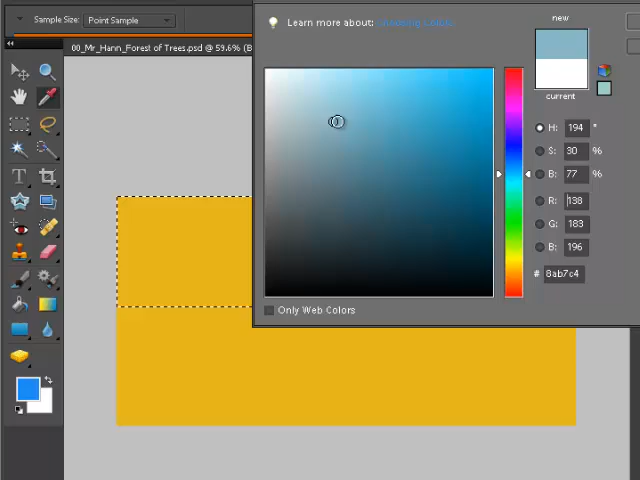 Sample Size: Point Sample
Learn more about:
new
00_Mr_Hann_Forest of Trees.psd @ 59.6% (B
current
H: 194 °
S: 30 %
B: 77 %
R: 138
G: 183
B: 196
# 8ab7c4
Only Web Colors
T